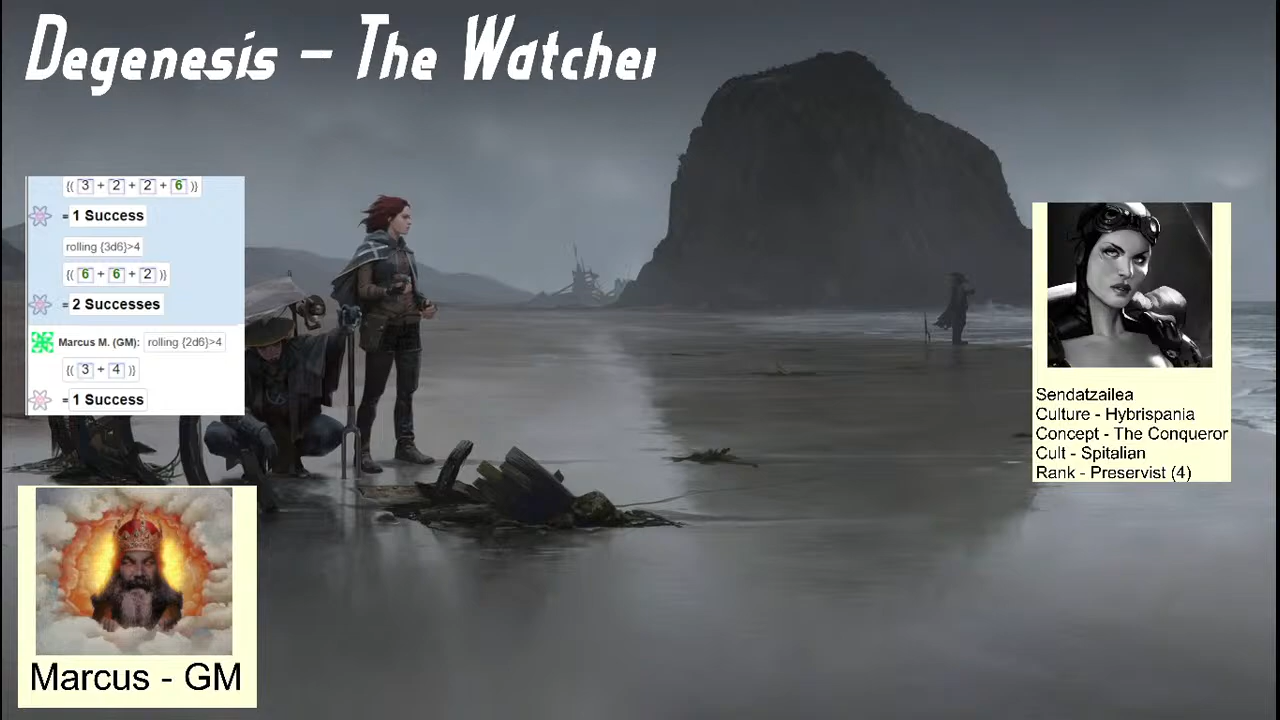 Degenesis - The Watcher
{( 3 + 2 + 2 + 6 )}
= 1 Success
rolling {3d6}>4
{( 6 + 6 + 2 )}
= 2 Successes
Marcus M. (GM): rolling {2d6}>4
{( 3 + 4 )}
= 1 Success
Sendatzailea
Culture - Hybrispania
Concept - The Conqueror
Cult - Spitalian
Rank - Preservist (4)
Marcus - GM